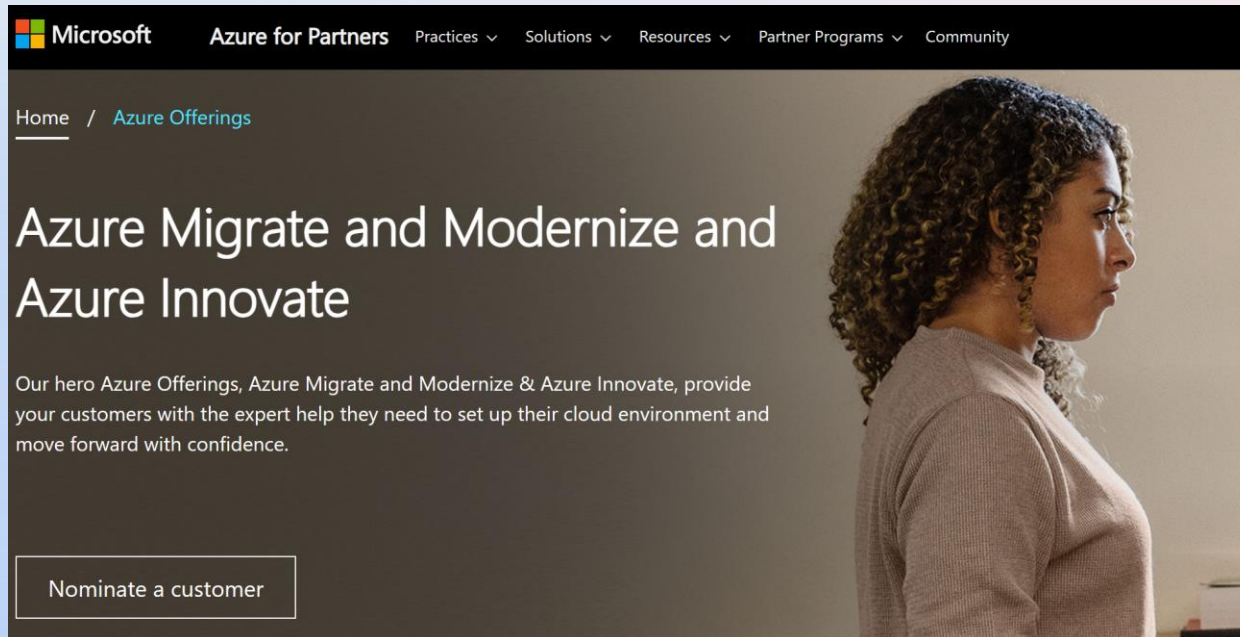 Microsoft Azure for Partners Practices Solutions Resources Partner Programs Community
Home / Azure Offerings
Azure Migrate and Modernize and
Azure Innovate
Our hero Azure Offerings, Azure Migrate and Modernize & Azure Innovate, provide
your customers with the expert help they need to set up their cloud environment and
move forward with confidence.
Nominate a customer